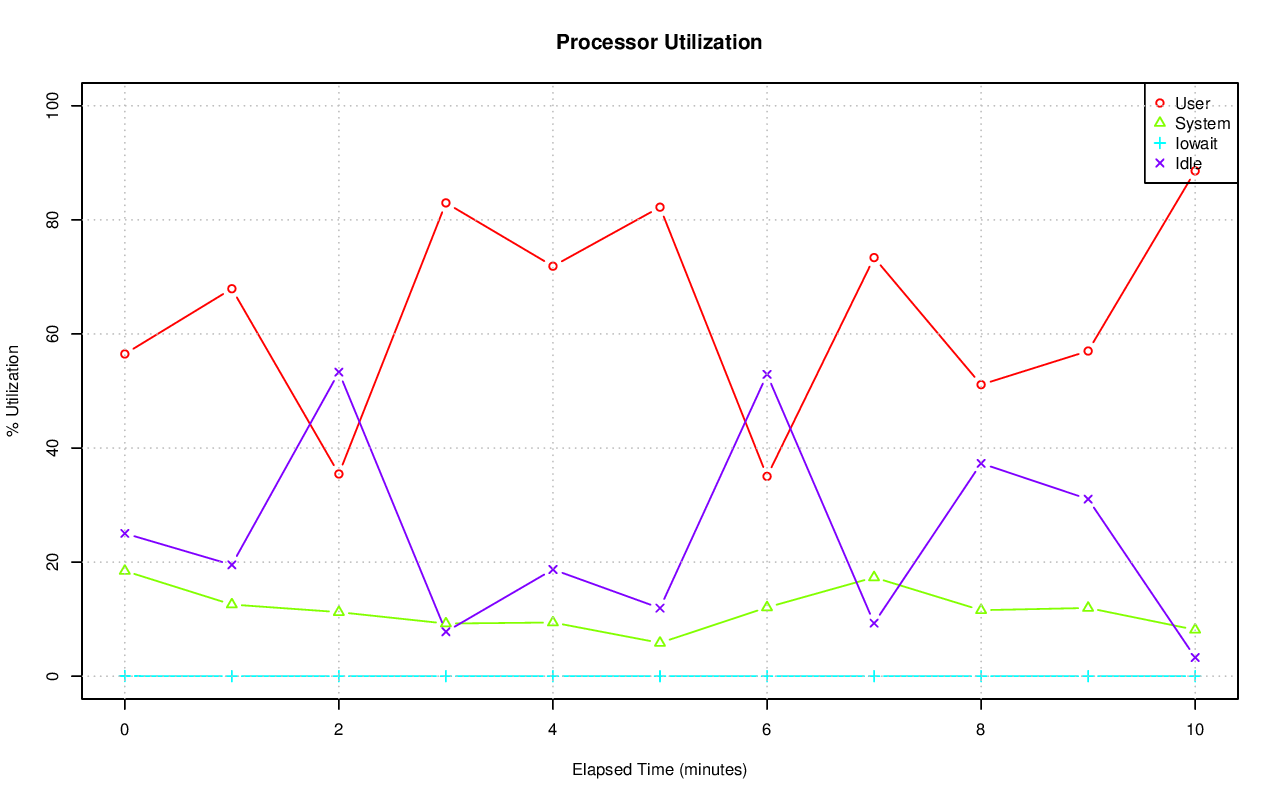 Processor Utilization
100
80
60
40
20
0
% Utilization
User
System
Iowait
Idle
0 2 4 6 8 10
Elapsed Time (minutes)